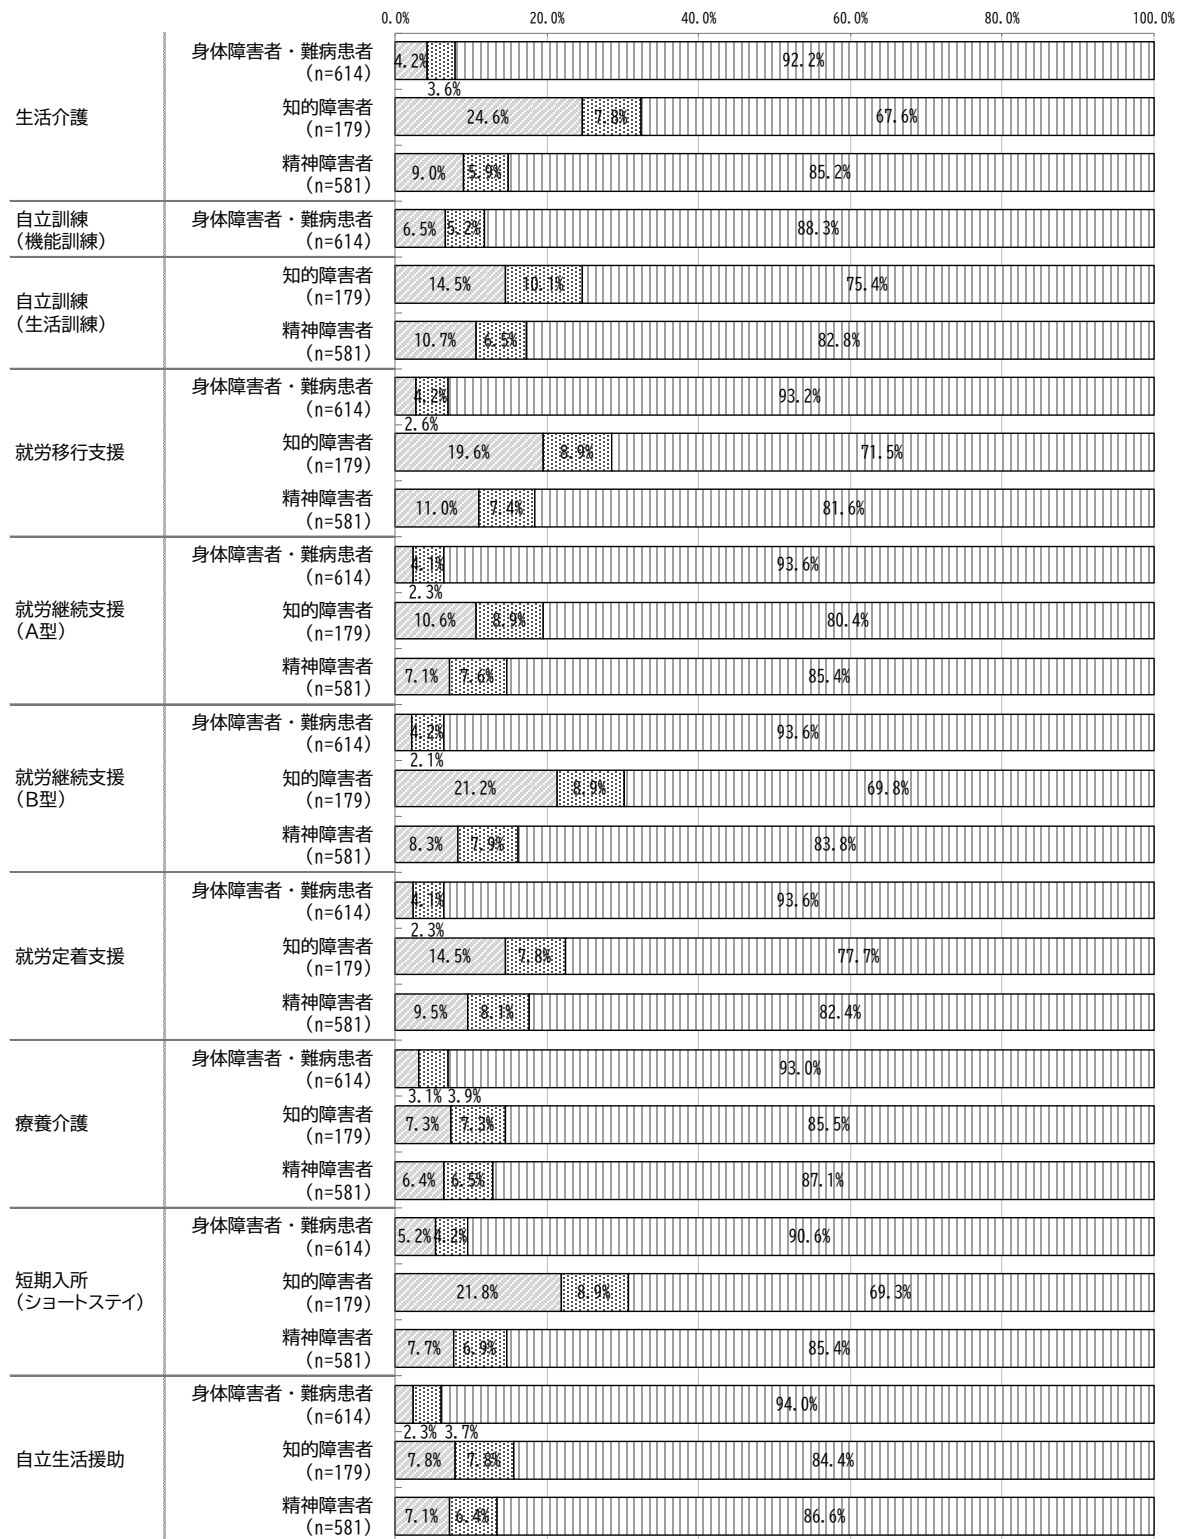 0.0% 20.0% 40.0% 60.0% 80.0% 100.0%
生活介護
身体障害者・難病患者
(n=614)
4.2% 92.2%
3.6%
知的障害者
(n=179)
24.6% 7.8% 67.6%
精神障害者
(n=581)
9.0% 5.9% 85.2%
自立訓練
(機能訓練)
身体障害者・難病患者
(n=614)
6.5% 5.2% 88.3%
自立訓練
(生活訓練)
知的障害者
(n=179)
14.5% 10.1% 75.4%
精神障害者
(n=581)
10.7% 6.5% 82.8%
就労移行支援
身体障害者・難病患者
(n=614)
4.2% 93.2%
2.6%
知的障害者
(n=179)
19.6% 8.9% 71.5%
精神障害者
(n=581)
11.0% 7.4% 81.6%
就労継続支援
(A型)
身体障害者・難病患者
(n=614)
4.1% 93.6%
2.3%
知的障害者
(n=179)
10.6% 8.9% 80.4%
精神障害者
(n=581)
7.1% 7.6% 85.4%
就労継続支援
(B型)
身体障害者・難病患者
(n=614)
4.2% 93.6%
2.1%
知的障害者
(n=179)
21.2% 8.9% 69.8%
精神障害者
(n=581)
8.3% 7.9% 83.8%
就労定着支援
身体障害者・難病患者
(n=614)
4.1% 93.6%
2.3%
知的障害者
(n=179)
14.5% 7.8% 77.7%
精神障害者
(n=581)
9.5% 8.1% 82.4%
療養介護
身体障害者・難病患者
(n=614)
93.0%
3.1% 3.9%
知的障害者
(n=179)
7.3% 7.3% 85.5%
精神障害者
(n=581)
6.4% 6.5% 87.1%
短期入所
(ショートステイ)
身体障害者・難病患者
(n=614)
5.2% 4.2% 90.6%
知的障害者
(n=179)
21.8% 8.9% 69.3%
精神障害者
(n=581)
7.7% 6.9% 85.4%
自立生活援助
身体障害者・難病患者
(n=614)
94.0%
2.3% 3.7%
知的障害者
(n=179)
7.8% 7.8% 84.4%
精神障害者
(n=581)
7.1% 6.4% 86.6%